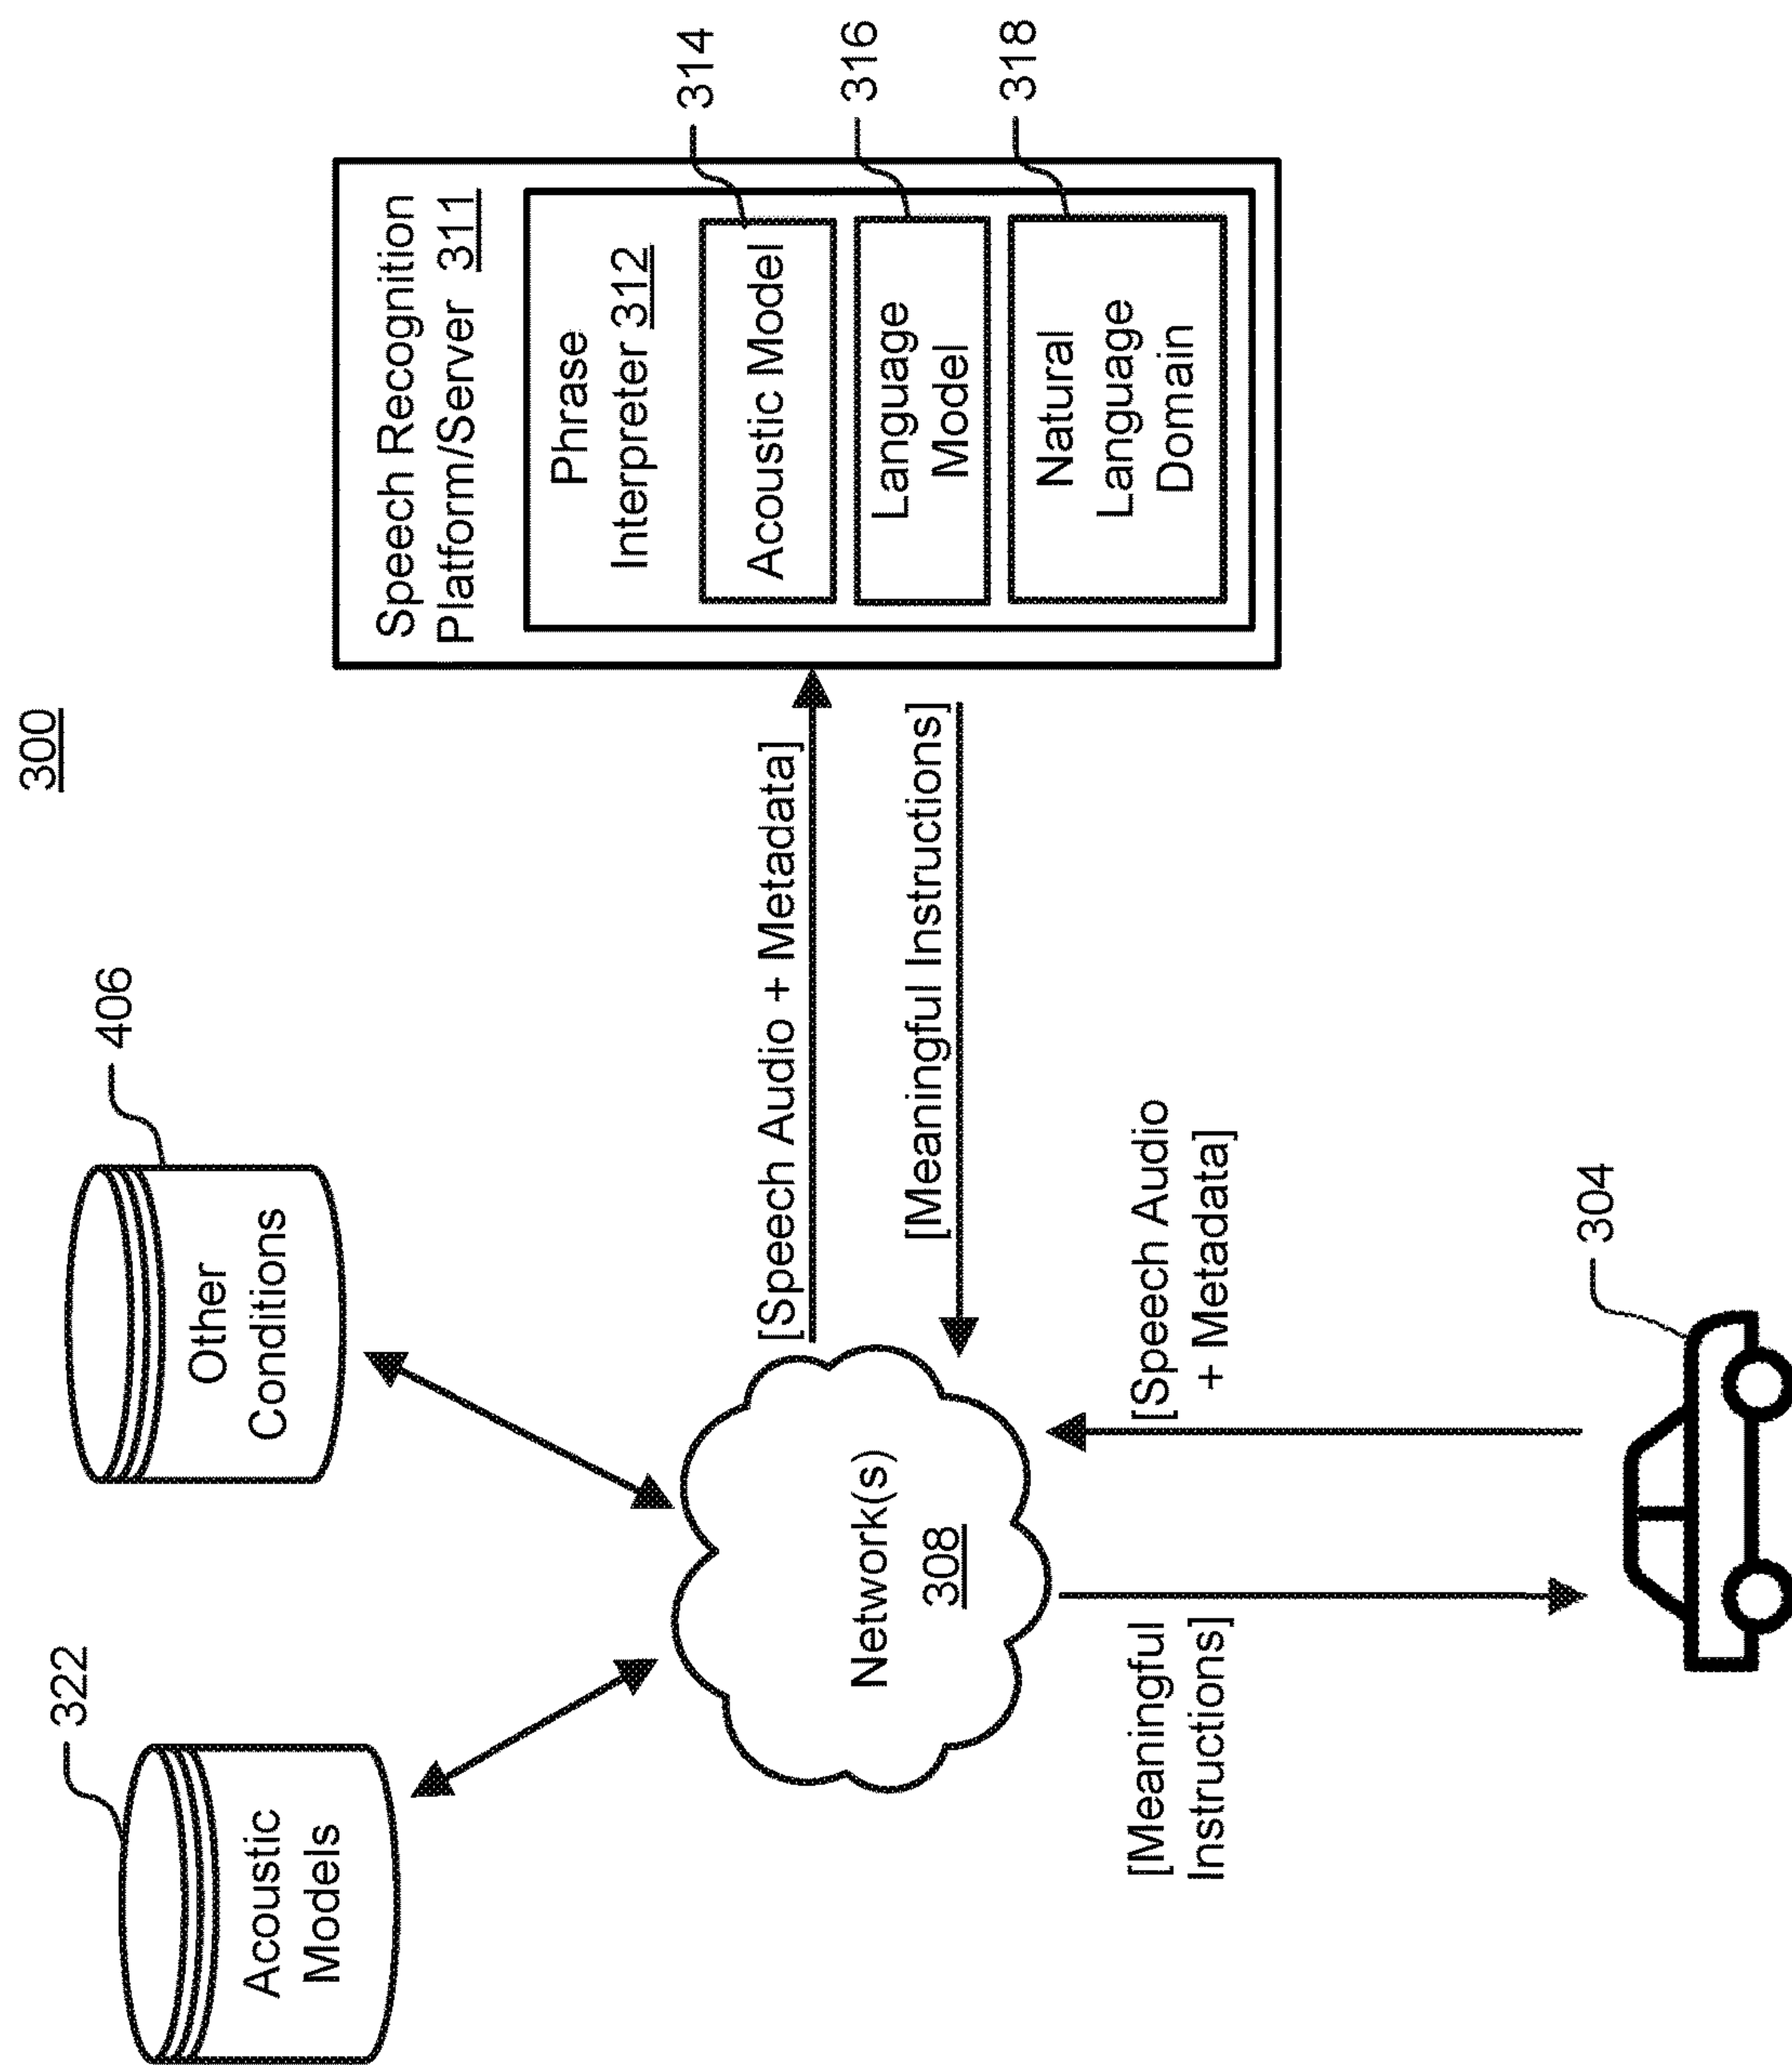 300
322
Acoustic
Models
406
Other
Conditions
Network(s)
308
[Speech Audio + Metadata]
[Meaningful Instructions]
Speech Recognition
Platform/Server 311
Phrase
Interpreter 312
Acoustic Model
314
Language
Model
316
Natural
Language
Domain
318
[Meaningful
Instructions]
[Speech Audio
+ Metadata]
304